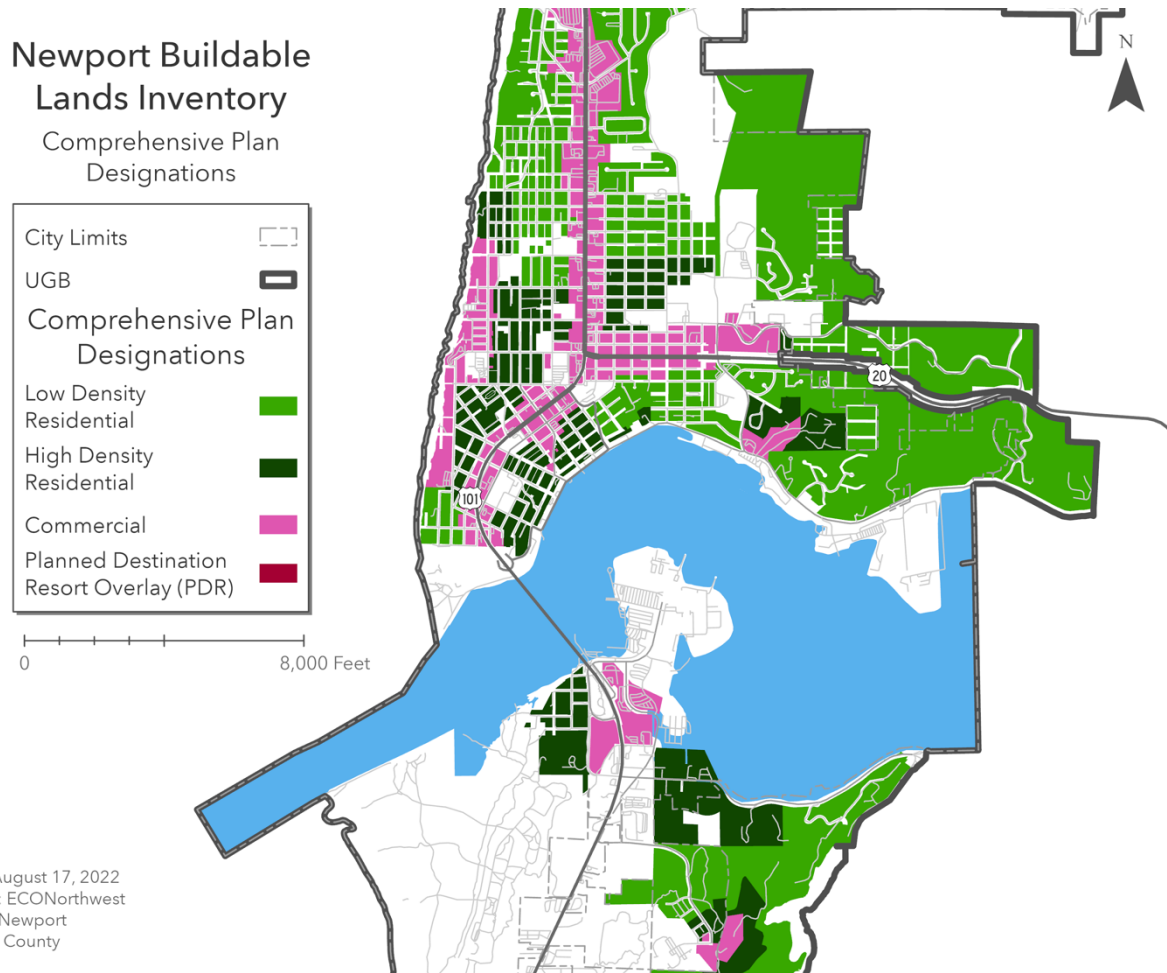 Newport Buildable
Lands Inventory
Comprehensive Plan
Designations
City Limits
UGB
Comprehensive Plan
Designations
Low Density
Residential
High Density
Residential
Commercial
Planned Destination
Resort Overlay (PDR)
0
8,000 Feet
August 17, 2022
: ECONorthwest
Newport
County
N
20
101